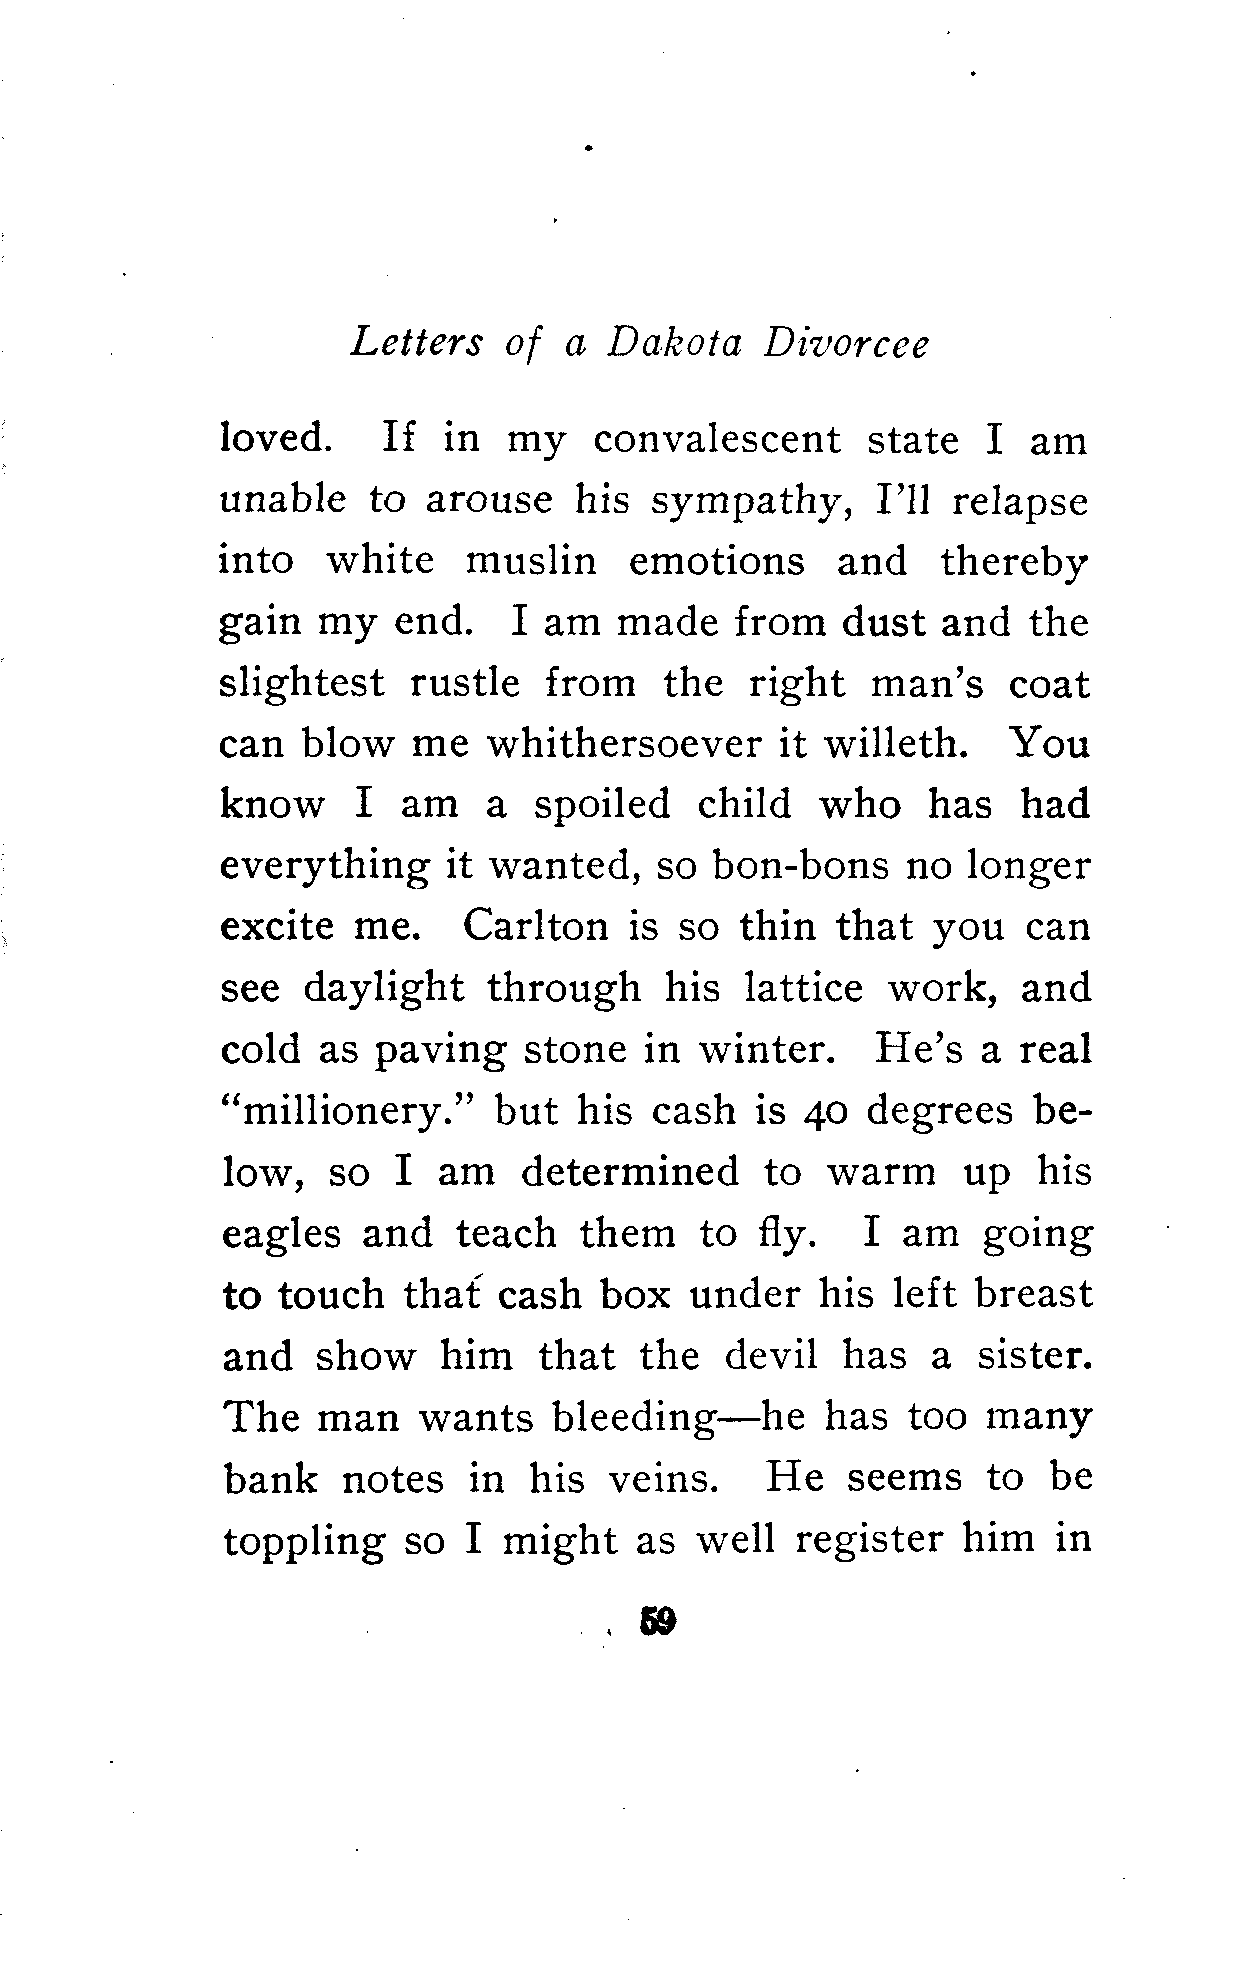 Letters of a Dakota Divorcee
loved. If in my convalescent state I am
unable to arouse his sympathy, I'll relapse
into white muslin emotions and thereby
gain my end. I am made from dust and the
slightest rustle from the right man's coat
can blow me whithersoever it willeth. You
know I am a spoiled child who has had
everything it wanted, so bon-bons no longer
excite me. Carlton is so thin that you can
see daylight through his lattice work, and
cold as paving stone in winter. He's a real
“millionery.” but his cash is 40 degrees be-
low, so I am determined to warm up his
eagles and teach them to fly. I am going
to touch that cash box under his left breast
and show him that the devil has a sister.
The man wants bleeding—he has too many
bank notes in his veins. He seems to be
toppling so I might as well register him in
59